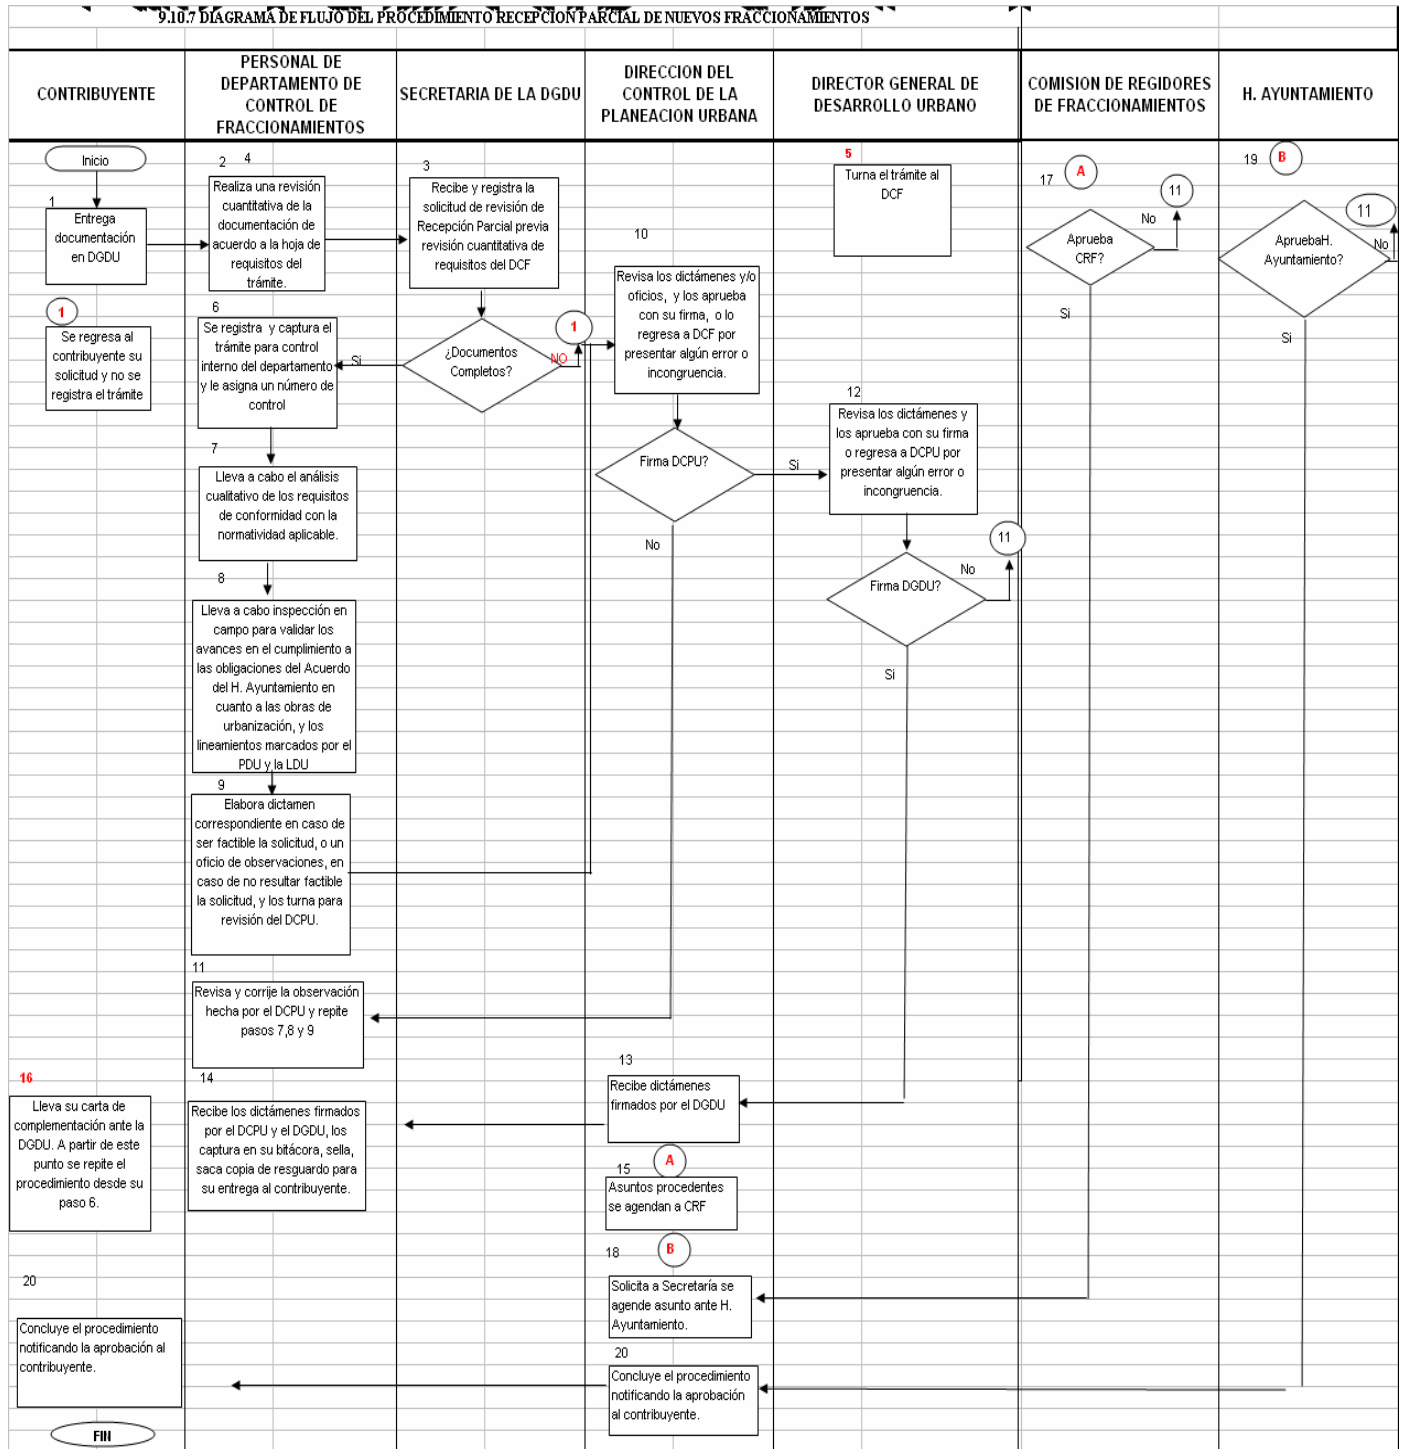 9.10.7 DIAGRAMA DE FLUJO DEL PROCEDIMIENTO RECEPCION PARCIAL DE NUEVOS FRACCIONAMIENTOS
CONTRIBUYENTE
PERSONAL DE
DEPARTAMENTO DE
CONTROL DE
FRACCIONAMIENTOS
SECRETARIA DE LA DGDU
DIRECCION DEL
CONTROL DE LA
PLANEACION URBANA
DIRECTOR GENERAL DE
DESARROLLO URBANO
COMISION DE REGIDORES
DE FRACCIONAMIENTOS
H. AYUNTAMIENTO
Inicio
1
Entrega
documentación
en DGDU
1
Se regresa al
contribuyente su
solicitud y no se
registra el trámite
2 4
Realiza una revisión
cuantitativa de la
documentación de
acuerdo a la hoja de
requisitos del
trámite.
3
Recibe y registra la
solicitud de revisión de
Recepción Parcial previa
revisión cuantitativa de
requisitos del DCF
¿Documentos
Completos?
Si
NO
1
5
Turna el trámite al
DCF
6
Se registra y captura el
trámite para control
interno del departamento
y le asigna un número de
control
7
Lleva a cabo el análisis
cualitativo de los requisitos
de conformidad con la
normatividad aplicable.
8
Lleva a cabo inspección en
campo para validar los
avances en el cumplimiento a
las obligaciones del Acuerdo
del H. Ayuntamiento en
cuanto a las obras de
urbanización, y los
lineamientos marcados por el
PDU y la LDU
9
Elabora dictamen
correspondiente en caso de
ser factible la solicitud, o un
oficio de observaciones, en
caso de no resultar factible
la solicitud, y los turna para
revisión del DCPU.
10
Revisa los dictámenes y/o
oficios, y los aprueba
con su firma, o lo
regresa a DCF por
presentar algún error o
incongruencia.
Firma DCPU?
Si
No
11
Revisa y corrije la observación
hecha por el DCPU y repite
pasos 7,8 y 9
12
Revisa los dictámenes y
los aprueba con su firma
o regresa a DCPU por
presentar algún error o
incongruencia.
Firma DGDU?
No
11
Si
13
Recibe dictámenes
firmados por el DGDU
14
Recibe los dictámenes firmados
por el DCPU y el DGDU, los
captura en su bitácora, sella,
saca copia de resguardo para
su entrega al contribuyente.
A
15
Asuntos procedentes
se agendan a CRF
16
Lleva su carta de
complementación ante la
DGDU. A partir de este
punto se repite el
procedimiento desde su
paso 6.
17
A
Aprueba
CRF?
No
11
Si
18
B
Solicita a Secretaría se
agende asunto ante H.
Ayuntamiento.
19
B
ApruebaH.
Ayuntamiento?
No
11
Si
20
Concluye el procedimiento
notificando la aprobación
al contribuyente.
20
Concluye el procedimiento
notificando la aprobación al
contribuyente.
FIN